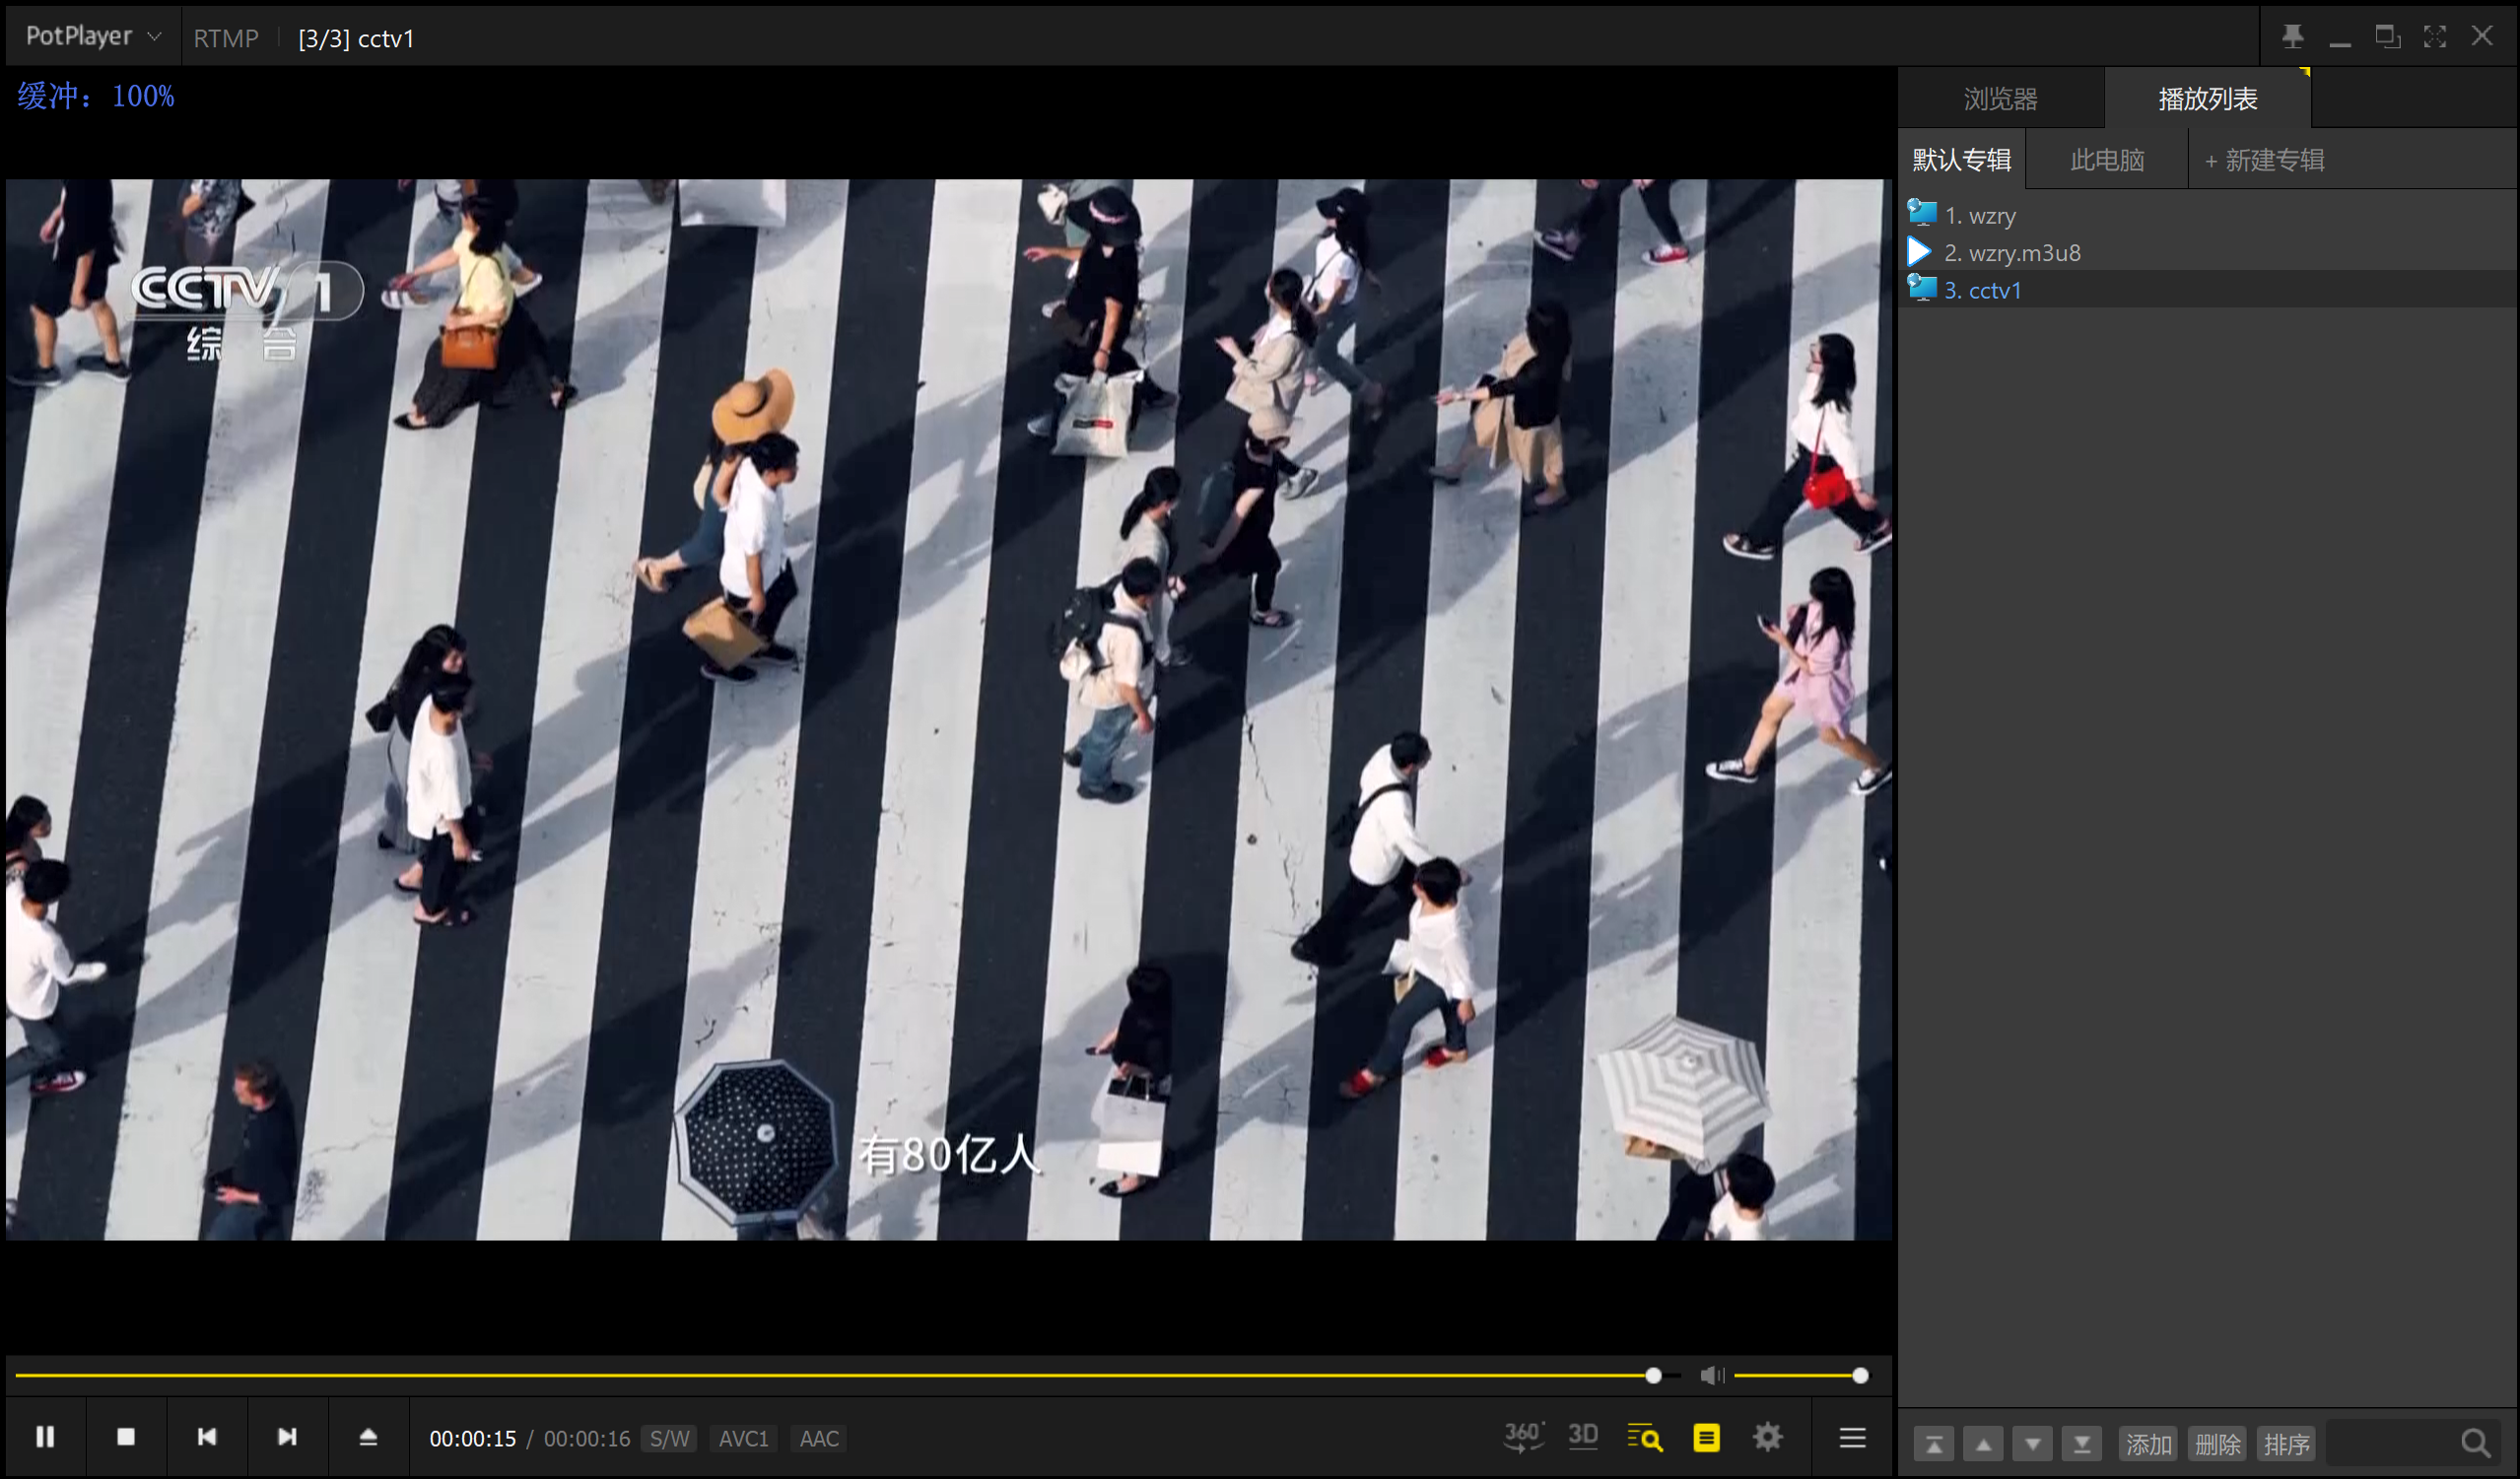 PotPlayer
RTMP
[3/3] cctv1
缓冲：100%
浏览器
播放列表
默认专辑
此电脑
+ 新建专辑
1. wzry
2. wzry.m3u8
3. cctv1
CCTV 1
综合
有80亿人
00:00:15 / 00:00:16
S/W
AVC1
AAC
360°
3D
添加
删除
排序